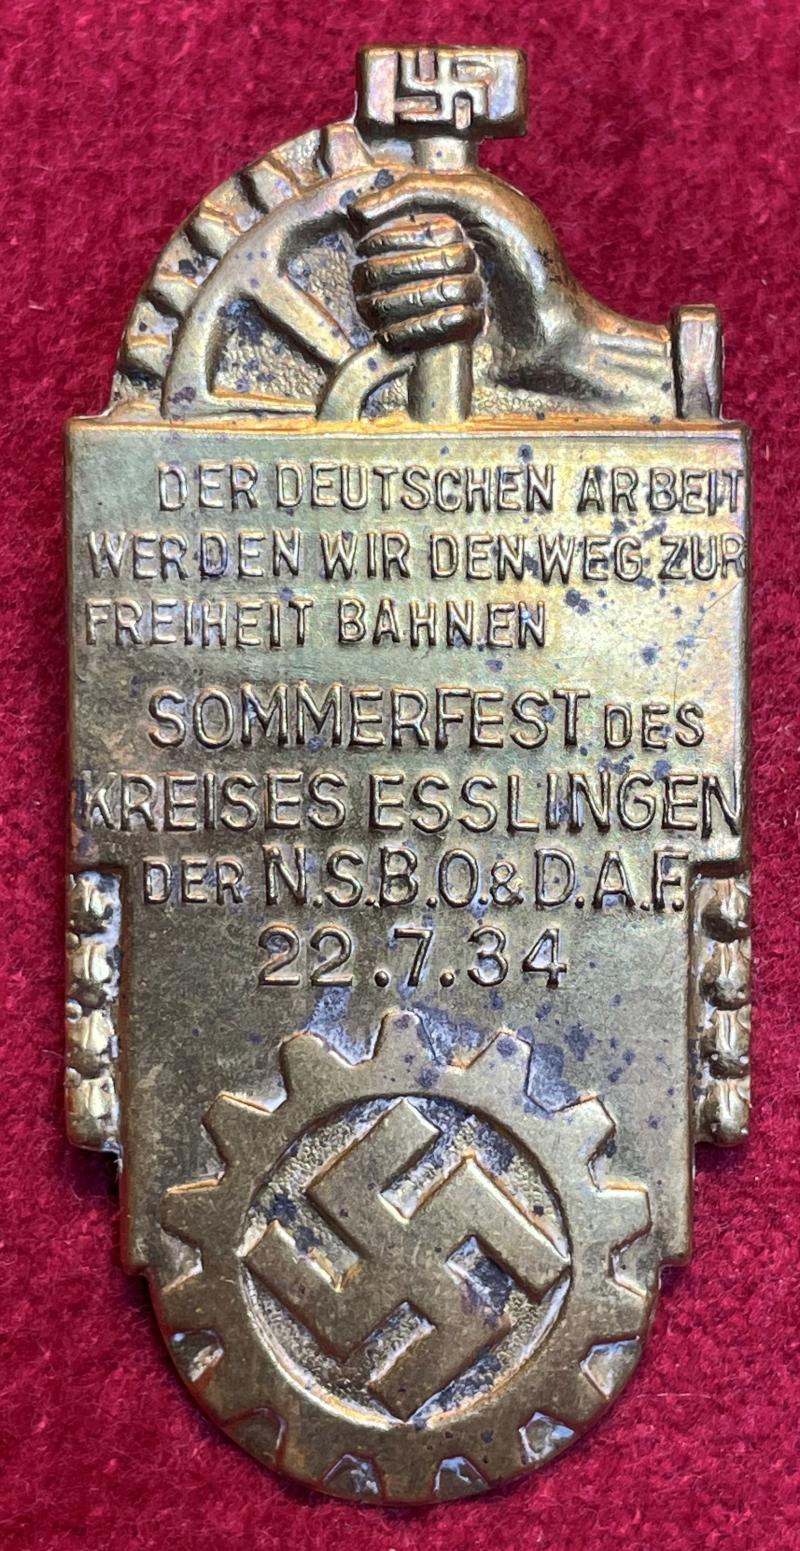 DER DEUTSCHEN ARBEIT
WERDEN WIR DEN WEG ZUR
FREIHEIT BAHNEN
SOMMERFEST DES
KREISES ESSLINGEN
DER N.S.B.O.& D.A.F.
22.7.34